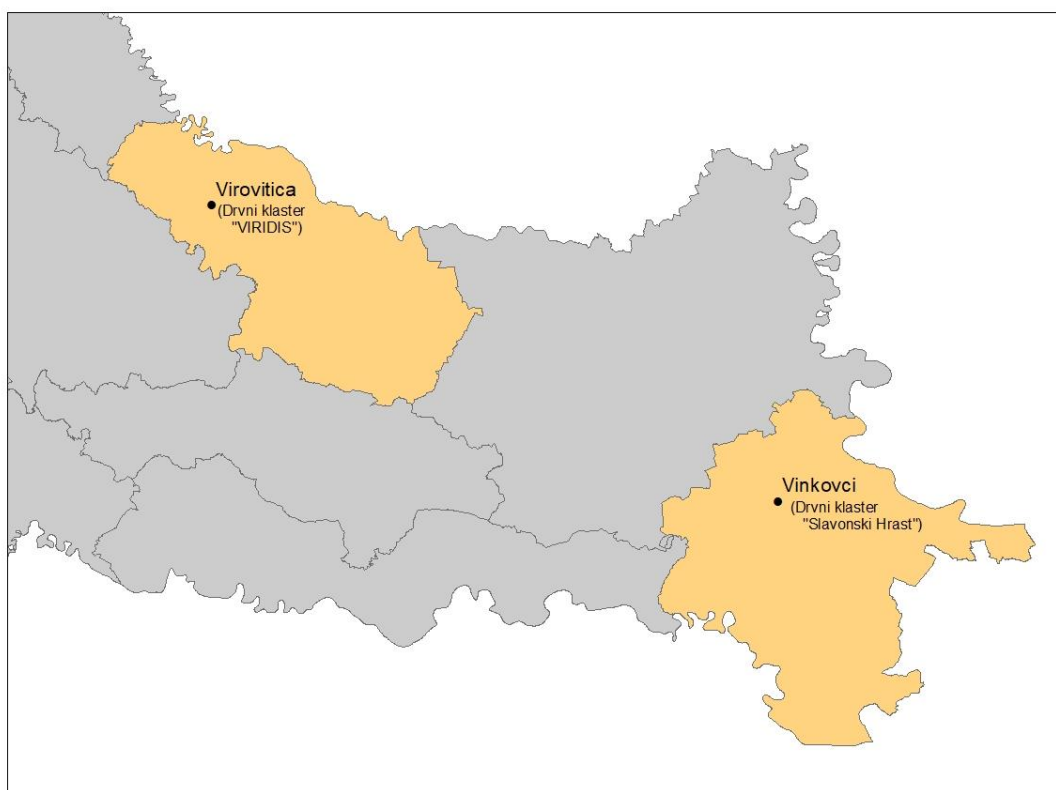 Virovitica
(Drvni klaster
"VIRIDIS")
Vinkovci
(Drvni klaster
"Slavonski Hrast")